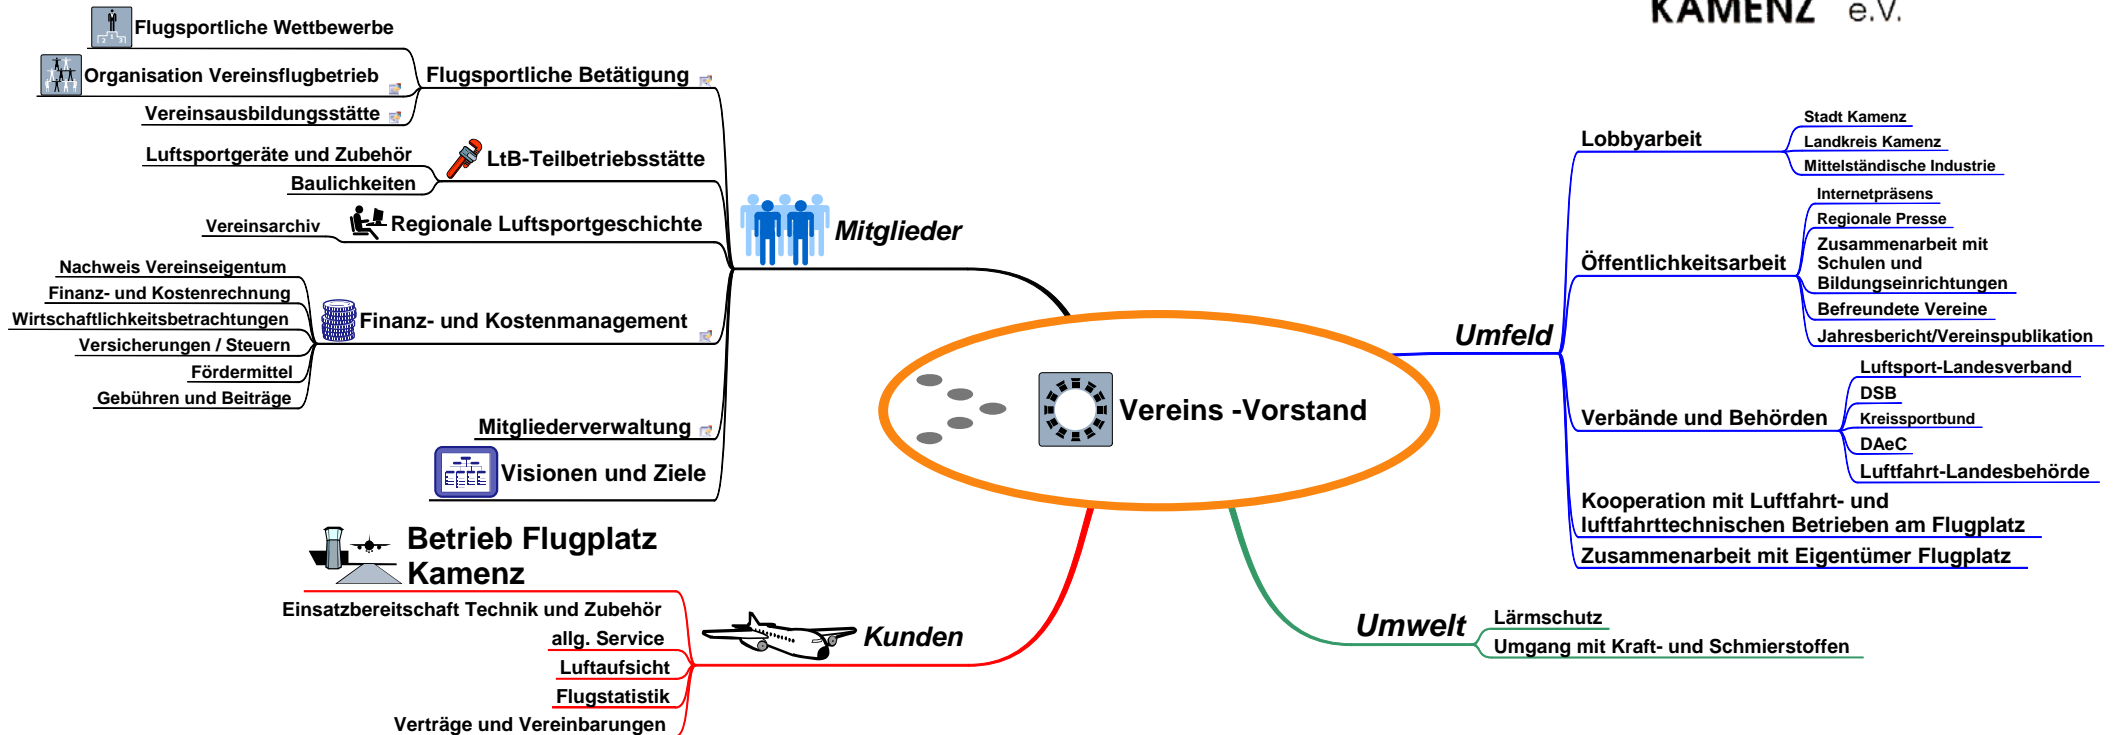 KAMENZ e.V.
Flugsportliche Wettbewerbe
Organisation Vereinsflugbetrieb
Vereinsausbildungsstätte
Flugsportliche Betätigung
Luftsportgeräte und Zubehör
Baulichkeiten
LtB-Teilbetriebsstätte
Vereinsarchiv
Regionale Luftsportgeschichte
Nachweis Vereinseigentum
Finanz- und Kostenrechnung
Wirtschaftlichkeitsbetrachtungen
Versicherungen / Steuern
Fördermittel
Gebühren und Beiträge
Finanz- und Kostenmanagement
Mitgliederverwaltung
Visionen und Ziele
Mitglieder
Vereins -Vorstand
Betrieb Flugplatz
Kamenz
Einsatzbereitschaft Technik und Zubehör
allg. Service
Luftaufsicht
Flugstatistik
Verträge und Vereinbarungen
Kunden
Umfeld
Lobbyarbeit
Stadt Kamenz
Landkreis Kamenz
Mittelständische Industrie
Öffentlichkeitsarbeit
Internetpräsens
Regionale Presse
Zusammenarbeit mit
Schulen und
Bildungseinrichtungen
Befreundete Vereine
Jahresbericht/Vereinspublikation
Verbände und Behörden
Luftsport-Landesverband
DSB
Kreissportbund
DAeC
Luftfahrt-Landesbehörde
Kooperation mit Luftfahrt- und
luftfahrttechnischen Betrieben am Flugplatz
Zusammenarbeit mit Eigentümer Flugplatz
Umwelt
Lärmschutz
Umgang mit Kraft- und Schmierstoffen